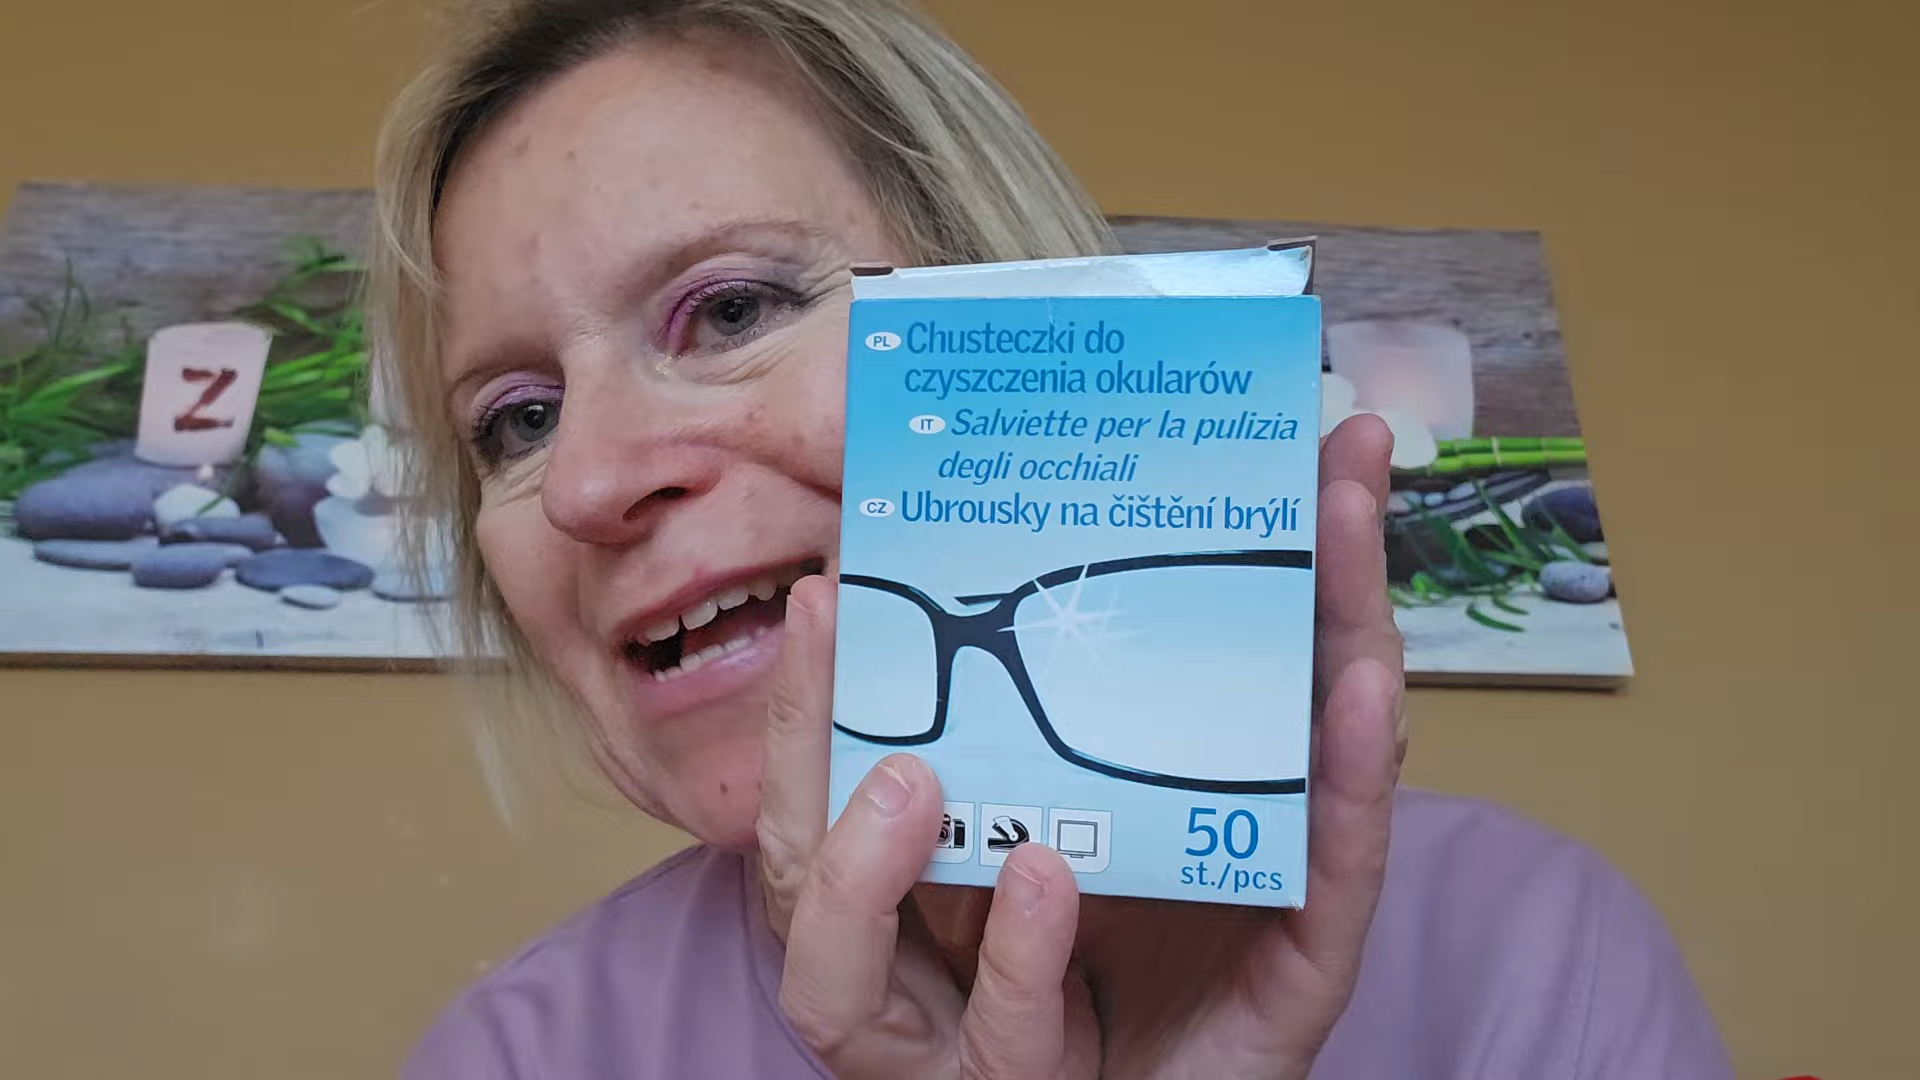 Z
PL Chusteczki do
czyszczenia okularów
IT Salviette per la pulizia
degli occhiali
CZ Ubrousky na čištění brýlí
50
st./pcs